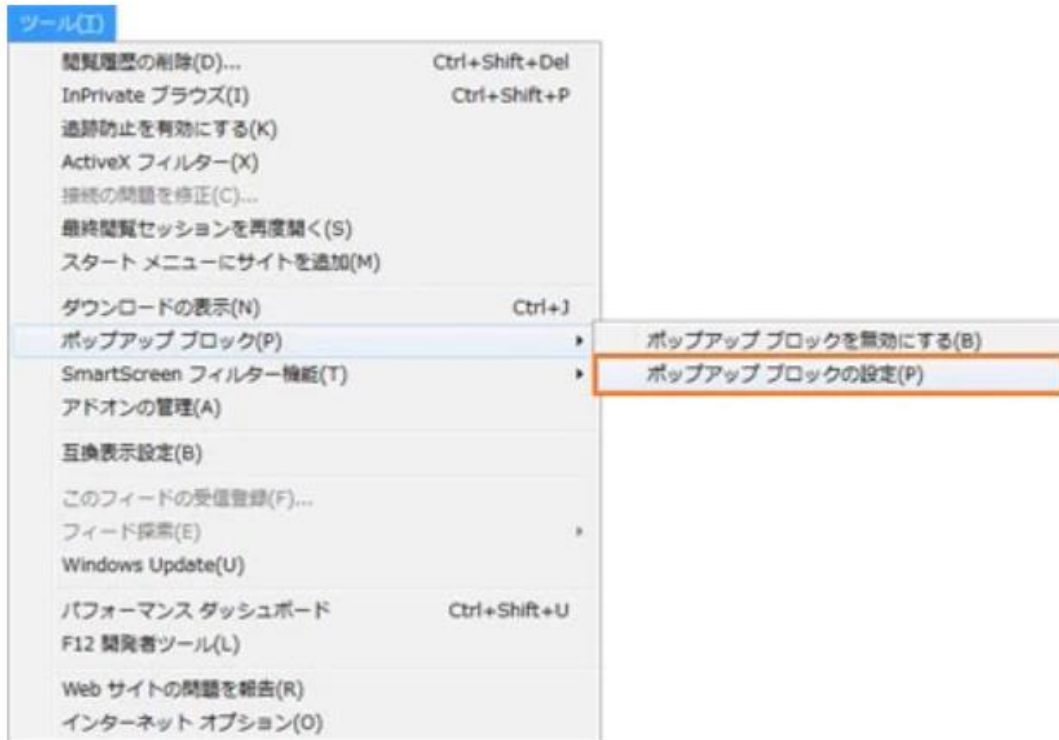 ツール(T)
閲覧履歴の削除(D)... Ctrl+Shift+Del
InPrivate ブラウズ(I) Ctrl+Shift+P
追跡防止を有効にする(K)
ActiveX フィルター(X)
接続の問題を修正(C)...
最終閲覧セッションを再度開く(S)
スタート メニューにサイトを追加(M)
ダウンロードの表示(N) Ctrl+J
ポップアップ ブロック(P)
ポップアップ ブロックを無効にする(B)
ポップアップ ブロックの設定(P)
SmartScreen フィルター機能(T)
アドオンの管理(A)
互換表示設定(B)
このフィードの受信登録(F)...
フィード探索(E)
Windows Update(U)
パフォーマンス ダッシュボード Ctrl+Shift+U
F12 開発者ツール(L)
Web サイトの問題を報告(R)
インターネット オプション(O)